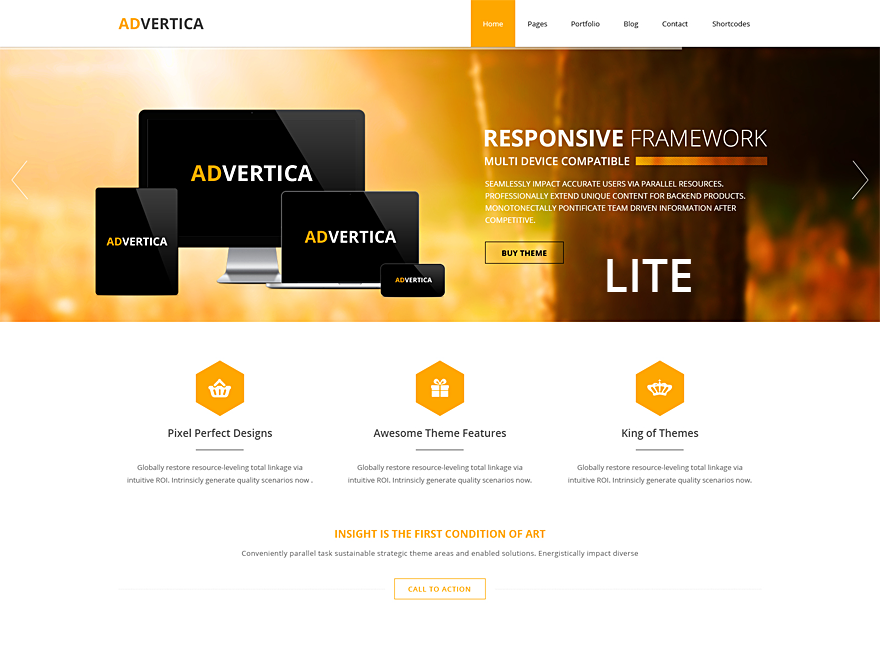 ADVERTICA
Home Pages Portfolio Blog Contact Shortcodes
ADVERTICA
ADVERTICA
ADVERTICA
ADVERTICA
RESPONSIVE FRAMEWORK
MULTI DEVICE COMPATIBLE
SEAMLESSLY IMPACT ACCURATE USERS VIA PARALLEL RESOURCES.
PROFESSIONALLY EXTEND UNIQUE CONTENT FOR BACKEND PRODUCTS.
MONOTONECTALLY PONTIFICATE TEAM DRIVEN INFORMATION AFTER
COMPETITIVE.
BUY THEME
LITE
Pixel Perfect Designs
Globally restore resource-leveling total linkage via
intuitive ROI. Intrinsicly generate quality scenarios now .
Awesome Theme Features
Globally restore resource-leveling total linkage via
intuitive ROI. Intrinsicly generate quality scenarios now.
King of Themes
Globally restore resource-leveling total linkage via
intuitive ROI. Intrinsicly generate quality scenarios now.
INSIGHT IS THE FIRST CONDITION OF ART
Conveniently parallel task sustainable strategic theme areas and enabled solutions. Energistically impact diverse
CALL TO ACTION